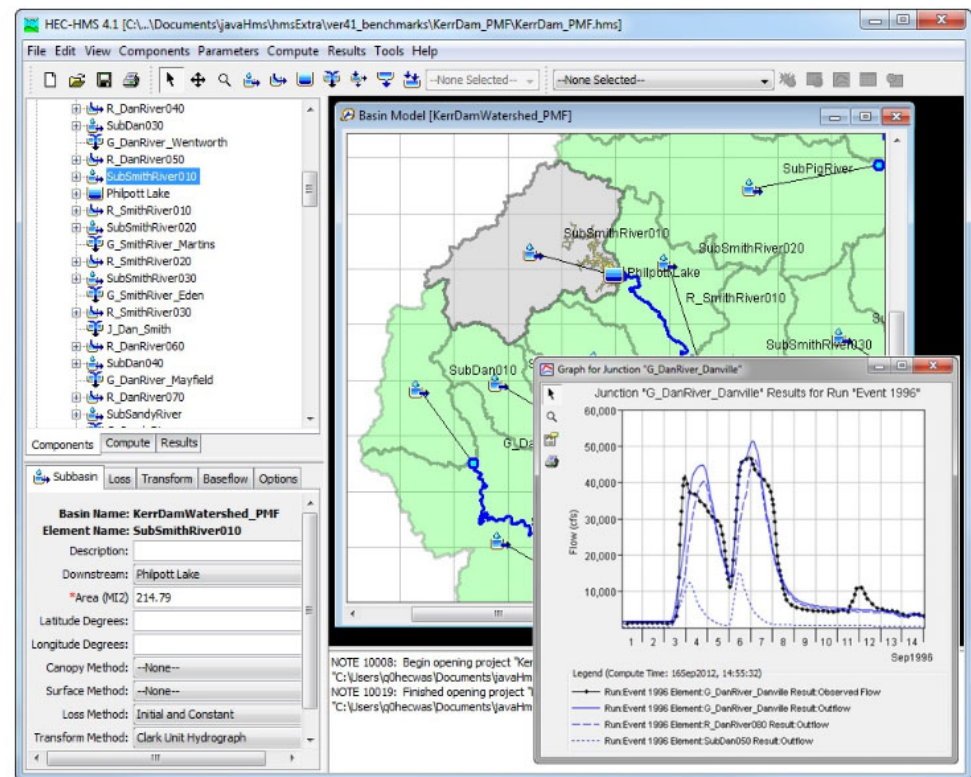 HEC-HMS 4.1 [C:\...\Documents\javaHms\hmsExtra\ver41_benchmarks\KerrDam_PMF\KerrDam_PMF.hms]
File Edit View Components Parameters Compute Results Tools Help
--None Selected-- --None Selected--
R_DanRiver040
SubDan030
G_DanRiver_Wentworth
R_DanRiver050
SubSmithRiver010
Philpott Lake
R_SmithRiver010
SubSmithRiver020
G_SmithRiver_Martins
R_SmithRiver020
SubSmithRiver030
G_SmithRiver_Eden
R_SmithRiver030
J_Dan_Smith
R_DanRiver060
SubDan040
G_DanRiver_Mayfield
R_DanRiver070
SubSandyRiver
Components Compute Results
Subbasin Loss Transform Baseflow Options
Basin Name: KerrDamWatershed_PMF
Element Name: SubSmithRiver010
Description:
Downstream: Philpott Lake
*Area (MI2) 214.79
Latitude Degrees:
Longitude Degrees:
Canopy Method: --None--
Surface Method: --None--
Loss Method: Initial and Constant
Transform Method: Clark Unit Hydrograph
Basin Model [KerrDamWatershed_PMF]
SubPigRiver
SubSmithRiver010
SubSmithRiver020
Philpott Lake
R_SmithRiver010
SubSmithRiver030
SubDan010
NOTE 10008: Begin opening project "Ker
"C:\Users\q0hecwas\Documents\javaHm
NOTE 10019: Finished opening project "
"C:\Users\q0hecwas\Documents\javaHm
Graph for Junction "G_DanRiver_Danville"
Junction "G_DanRiver_Danville" Results for Run "Event 1996"
60,000
50,000
40,000
30,000
20,000
10,000
Flow (cfs)
1 2 3 4 5 6 7 8 9 10 11 12 13 14
Sep1996
Legend (Compute Time: 16Sep2012, 14:55:32)
Run:Event 1996 Element:G_DanRiver_Danville Result:Observed Flow
Run:Event 1996 Element:G_DanRiver_Danville Result:Outflow
Run:Event 1996 Element:R_DanRiver080 Result:Outflow
Run:Event 1996 Element:SubDan050 Result:Outflow